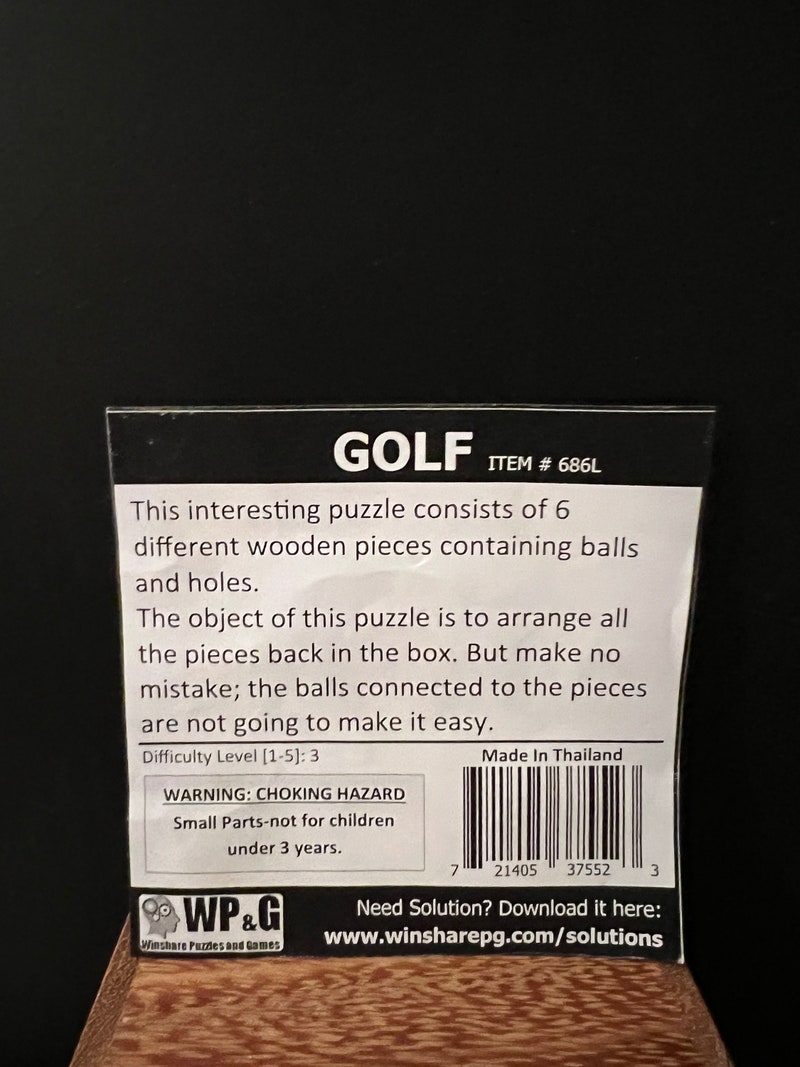 GOLF ITEM # 686L
This interesting puzzle consists of 6
different wooden pieces containing balls
and holes.
The object of this puzzle is to arrange all
the pieces back in the box. But make no
mistake; the balls connected to the pieces
are not going to make it easy.
Difficulty Level [1-5]: 3
WARNING: CHOKING HAZARD
Small Parts-not for children
under 3 years.
Made In Thailand
7 21405 37552 3
WP&G
Winshare Puzzles and Games
Need Solution? Download it here:
www.winsharepg.com/solutions